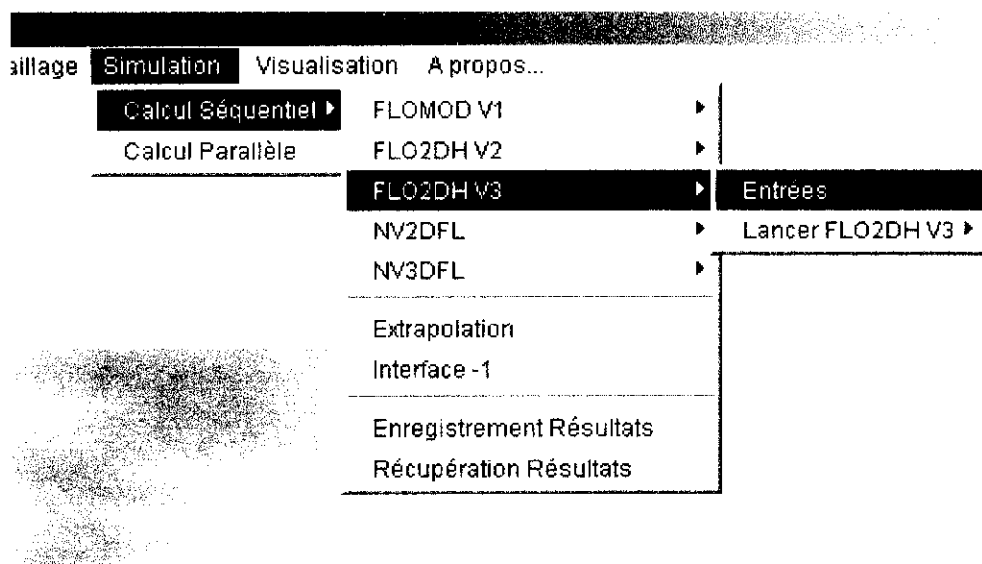 aillage Simulation Visualisation A propos...
Calcul Séquentiel FLOMOD V1
Calcul Parallèle FLO2DH V2
FLO2DH V3 Entrées
NV2DFL Lancer FLO2DH V3
NV3DFL
Extrapolation
Interface -1
Enregistrement Résultats
Récupération Résultats